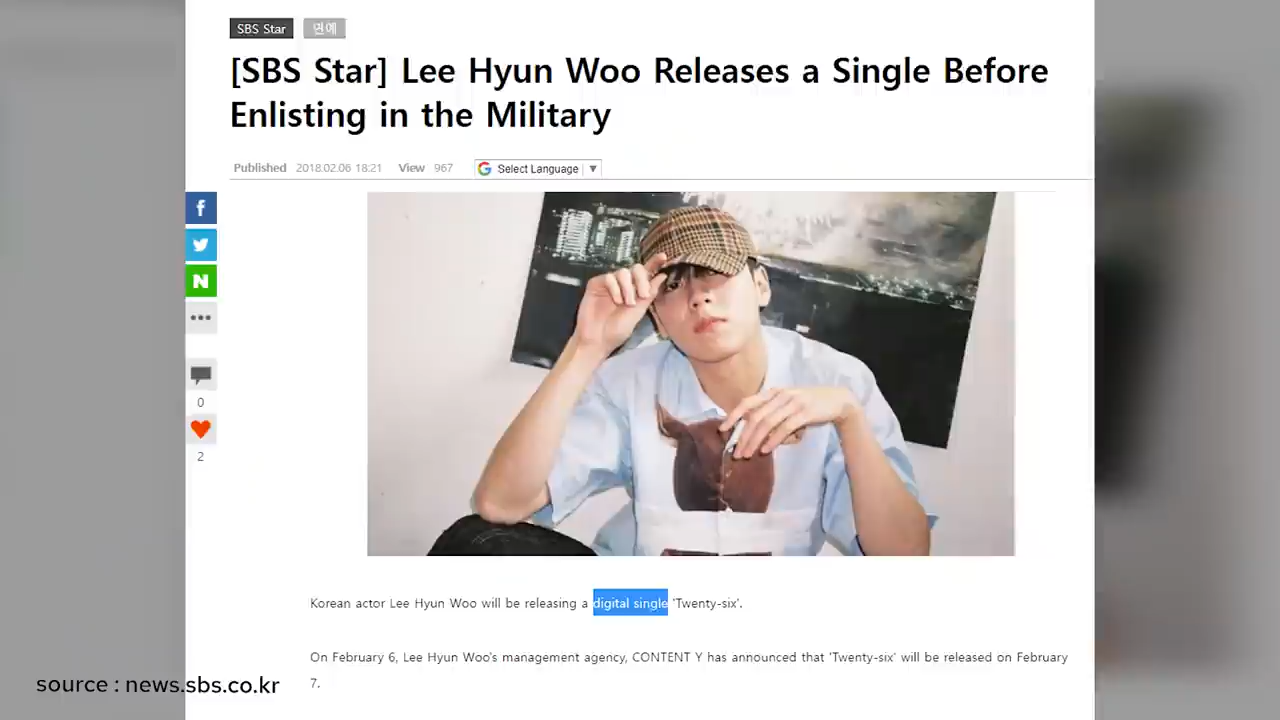 SBS Star 연예
[SBS Star] Lee Hyun Woo Releases a Single Before
Enlisting in the Military
Published 2018.02.06 18:21 View 967 G Select Language ▼
f
N
0
2
Korean actor Lee Hyun Woo will be releasing a digital single 'Twenty-six'.
On February 6, Lee Hyun Woo's management agency, CONTENT Y has announced that 'Twenty-six' will be released on February
7.
source : news.sbs.co.kr